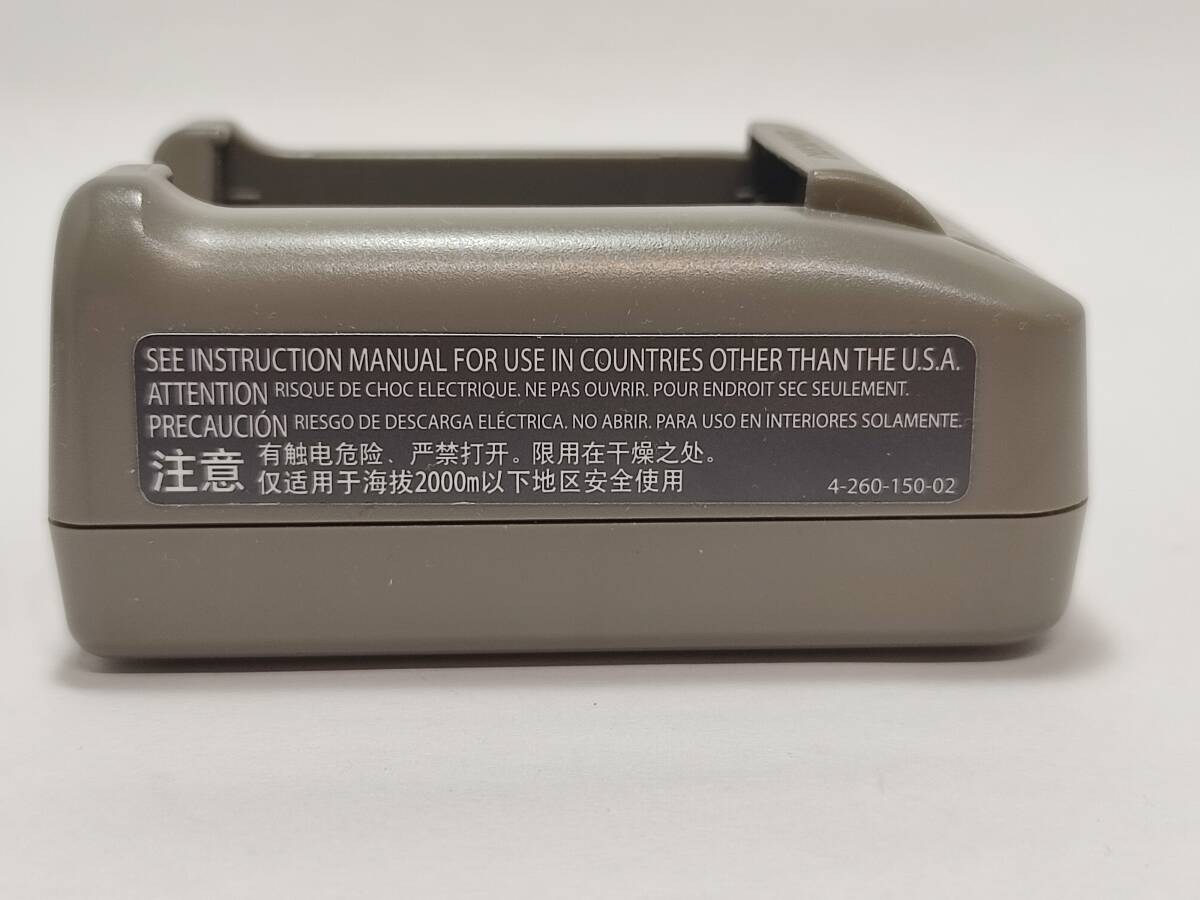 SEE INSTRUCTION MANUAL FOR USE IN COUNTRIES OTHER THAN THE U.S.A.
ATTENTION RISQUE DE CHOC ELECTRIQUE. NE PAS OUVRIR. POUR ENDROIT SEC SEULEMENT.
PRECAUCIÓN RIESGO DE DESCARGA ELÉCTRICA. NO ABRIR. PARA USO EN INTERIORES SOLAMENTE.
注意 有触电危险、严禁打开。限用在干燥之处。
仅适用于海拔2000m以下地区安全使用 4-260-150-02